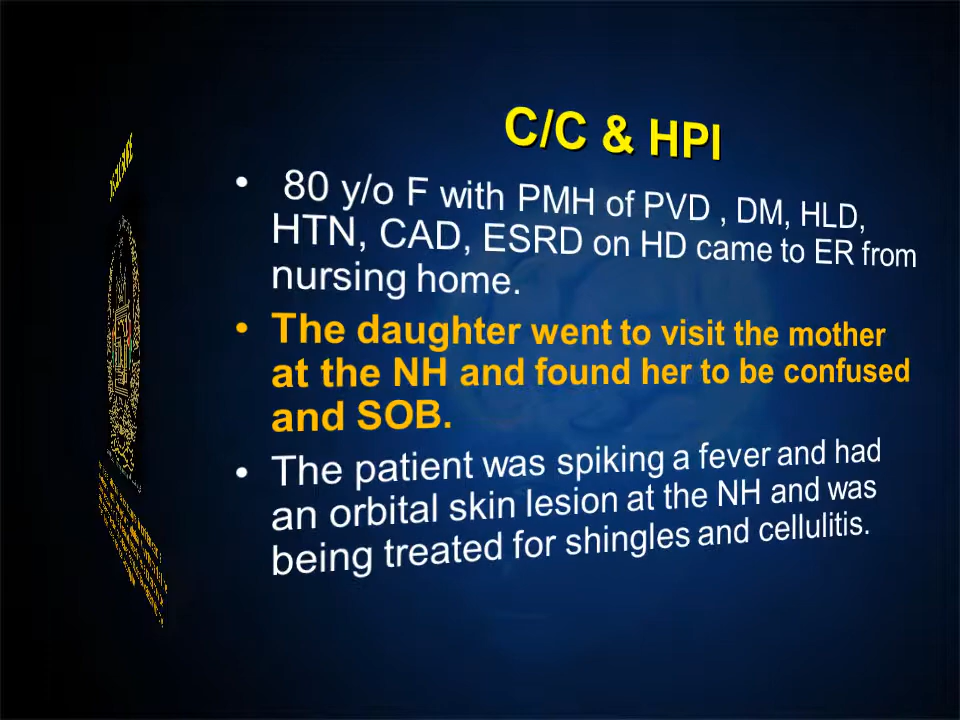 C/C & HPI
• 80 y/o F with PMH of PVD , DM, HLD,
HTN, CAD, ESRD on HD came to ER from
nursing home.
• The daughter went to visit the mother
at the NH and found her to be confused
and SOB.
• The patient was spiking a fever and had
an orbital skin lesion at the NH and was
being treated for shingles and cellulitis.